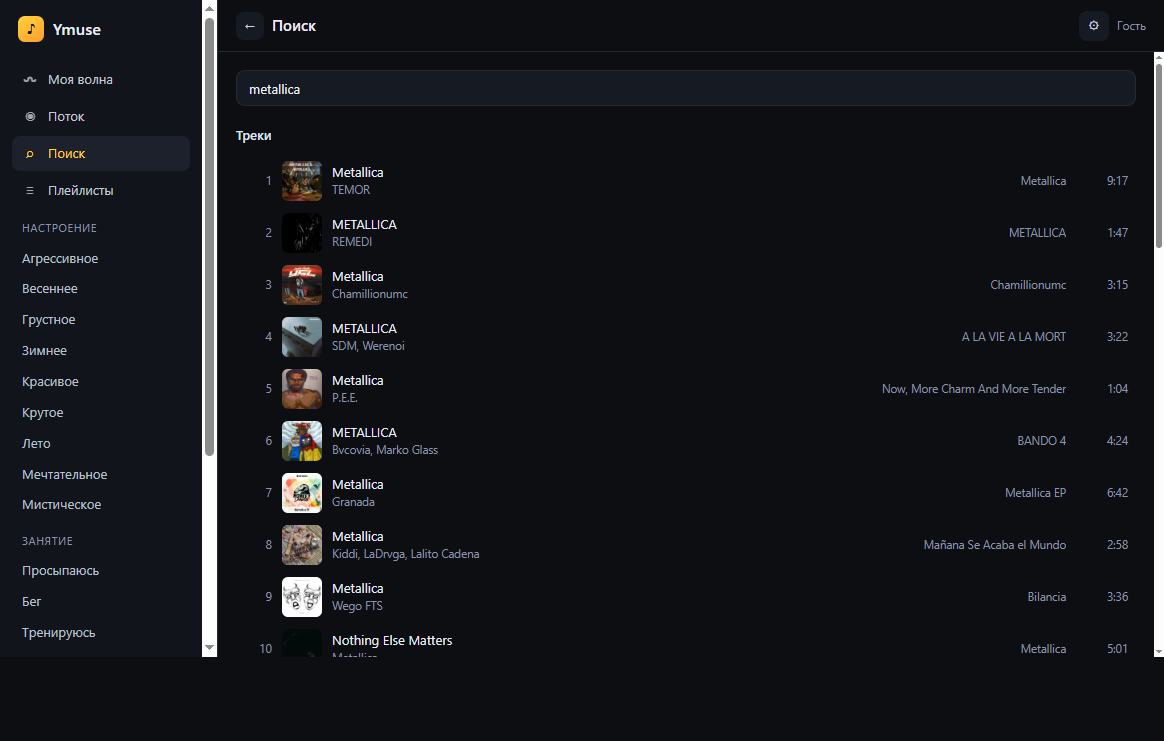 Ymuse
Моя волна
Поток
Поиск
Плейлисты
НАСТРОЕНИЕ
Агрессивное
Весеннее
Грустное
Зимнее
Красивое
Крутое
Лето
Мечтательное
Мистическое
ЗАНЯТИЕ
Просыпаюсь
Бег
Тренируюсь
← Поиск
Гость
metallica
Треки
1 Metallica Metallica 9:17
TEMOR
2 METALLICA METALLICA 1:47
REMEDI
3 Metallica Chamillionumc 3:15
Chamillionumc
4 METALLICA A LA VIE A LA MORT 3:22
SDM, Werenoi
5 Metallica Now, More Charm And More Tender 1:04
P.E.E.
6 METALLICA BANDO 4 4:24
Bvcovia, Marko Glass
7 Metallica Metallica EP 6:42
Granada
8 Metallica Mañana Se Acaba el Mundo 2:58
Kiddi, LaDrvga, Lalito Cadena
9 Metallica Bilancia 3:36
Wego FTS
10 Nothing Else Matters Metallica 5:01
Metallica